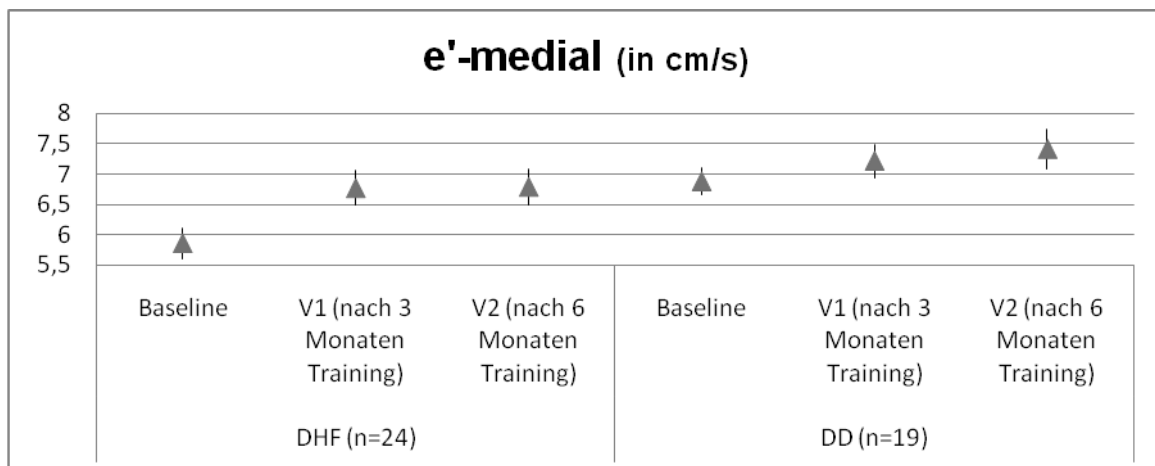 e'-medial (in cm/s)
8
7,5
7
6,5
6
5,5
Baseline
V1 (nach 3
Monaten
Training)
V2 (nach 6
Monaten
Training)
Baseline
V1 (nach 3
Monaten
Training)
V2 (nach 6
Monaten
Training)
DHF (n=24)
DD (n=19)